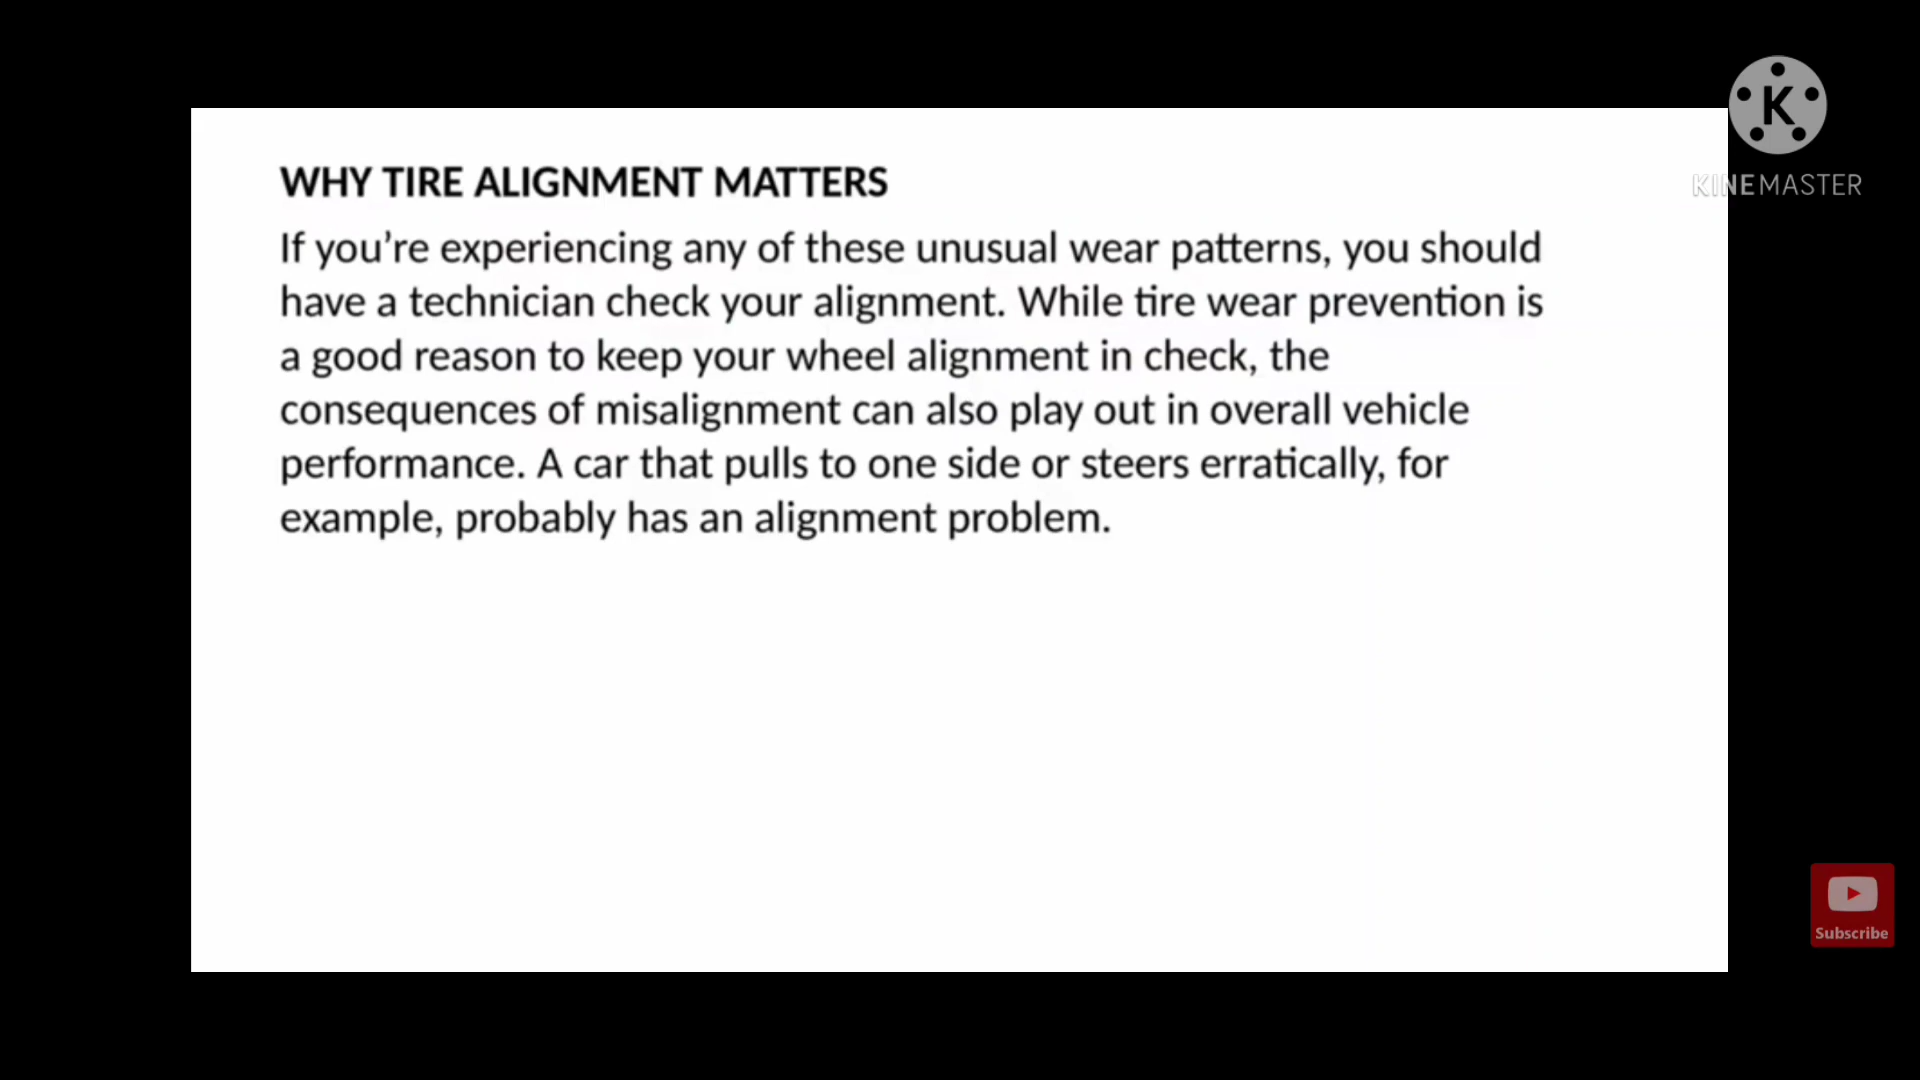 WHY TIRE ALIGNMENT MATTERS
If you’re experiencing any of these unusual wear patterns, you should
have a technician check your alignment. While tire wear prevention is
a good reason to keep your wheel alignment in check, the
consequences of misalignment can also play out in overall vehicle
performance. A car that pulls to one side or steers erratically, for
example, probably has an alignment problem.
K
KINEMASTER
Subscribe